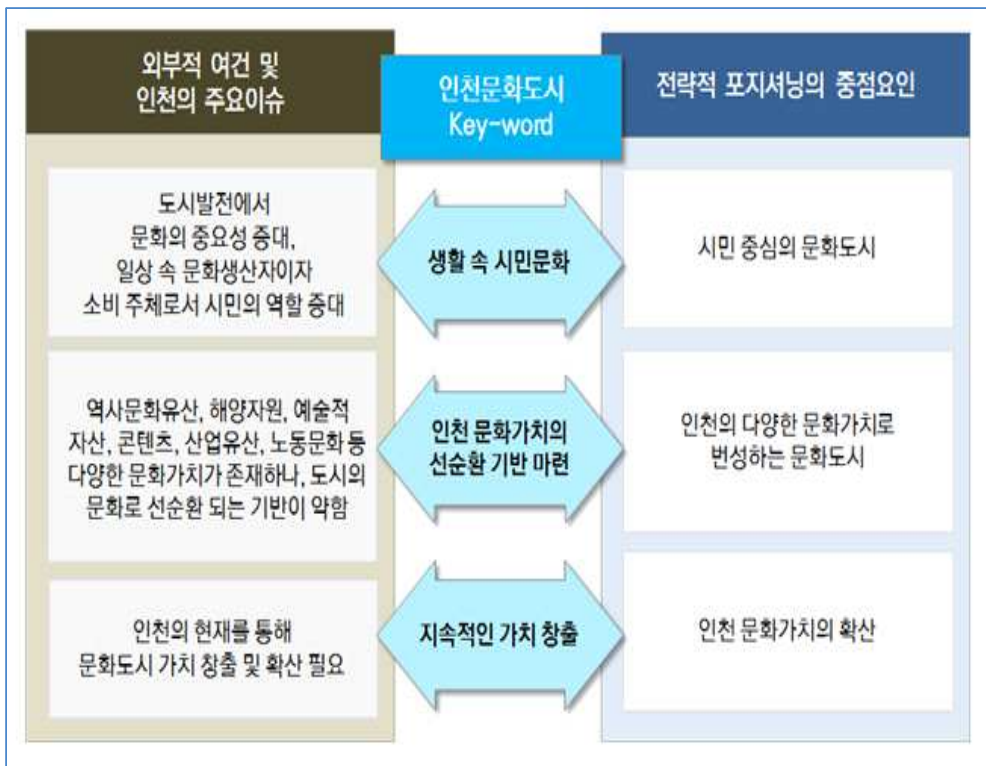 외부적 여건 및
인천의 주요이슈
인천문화도시
Key-word
전략적 포지셔닝의 중점요인
도시발전에서
문화의 중요성 증대,
일상 속 문화생산자이자
소비 주체로서 시민의 역할 증대
생활 속 시민문화
시민 중심의 문화도시
역사문화유산, 해양자원, 예술적
자산, 콘텐츠, 산업유산, 노동문화 등
다양한 문화가치가 존재하나, 도시의
문화로 선순환 되는 기반이 약함
인천 문화가치의
선순환 기반 마련
인천의 다양한 문화가치로
번성하는 문화도시
인천의 현재를 통해
문화도시 가치 창출 및 확산 필요
지속적인 가치 창출
인천 문화가치의 확산